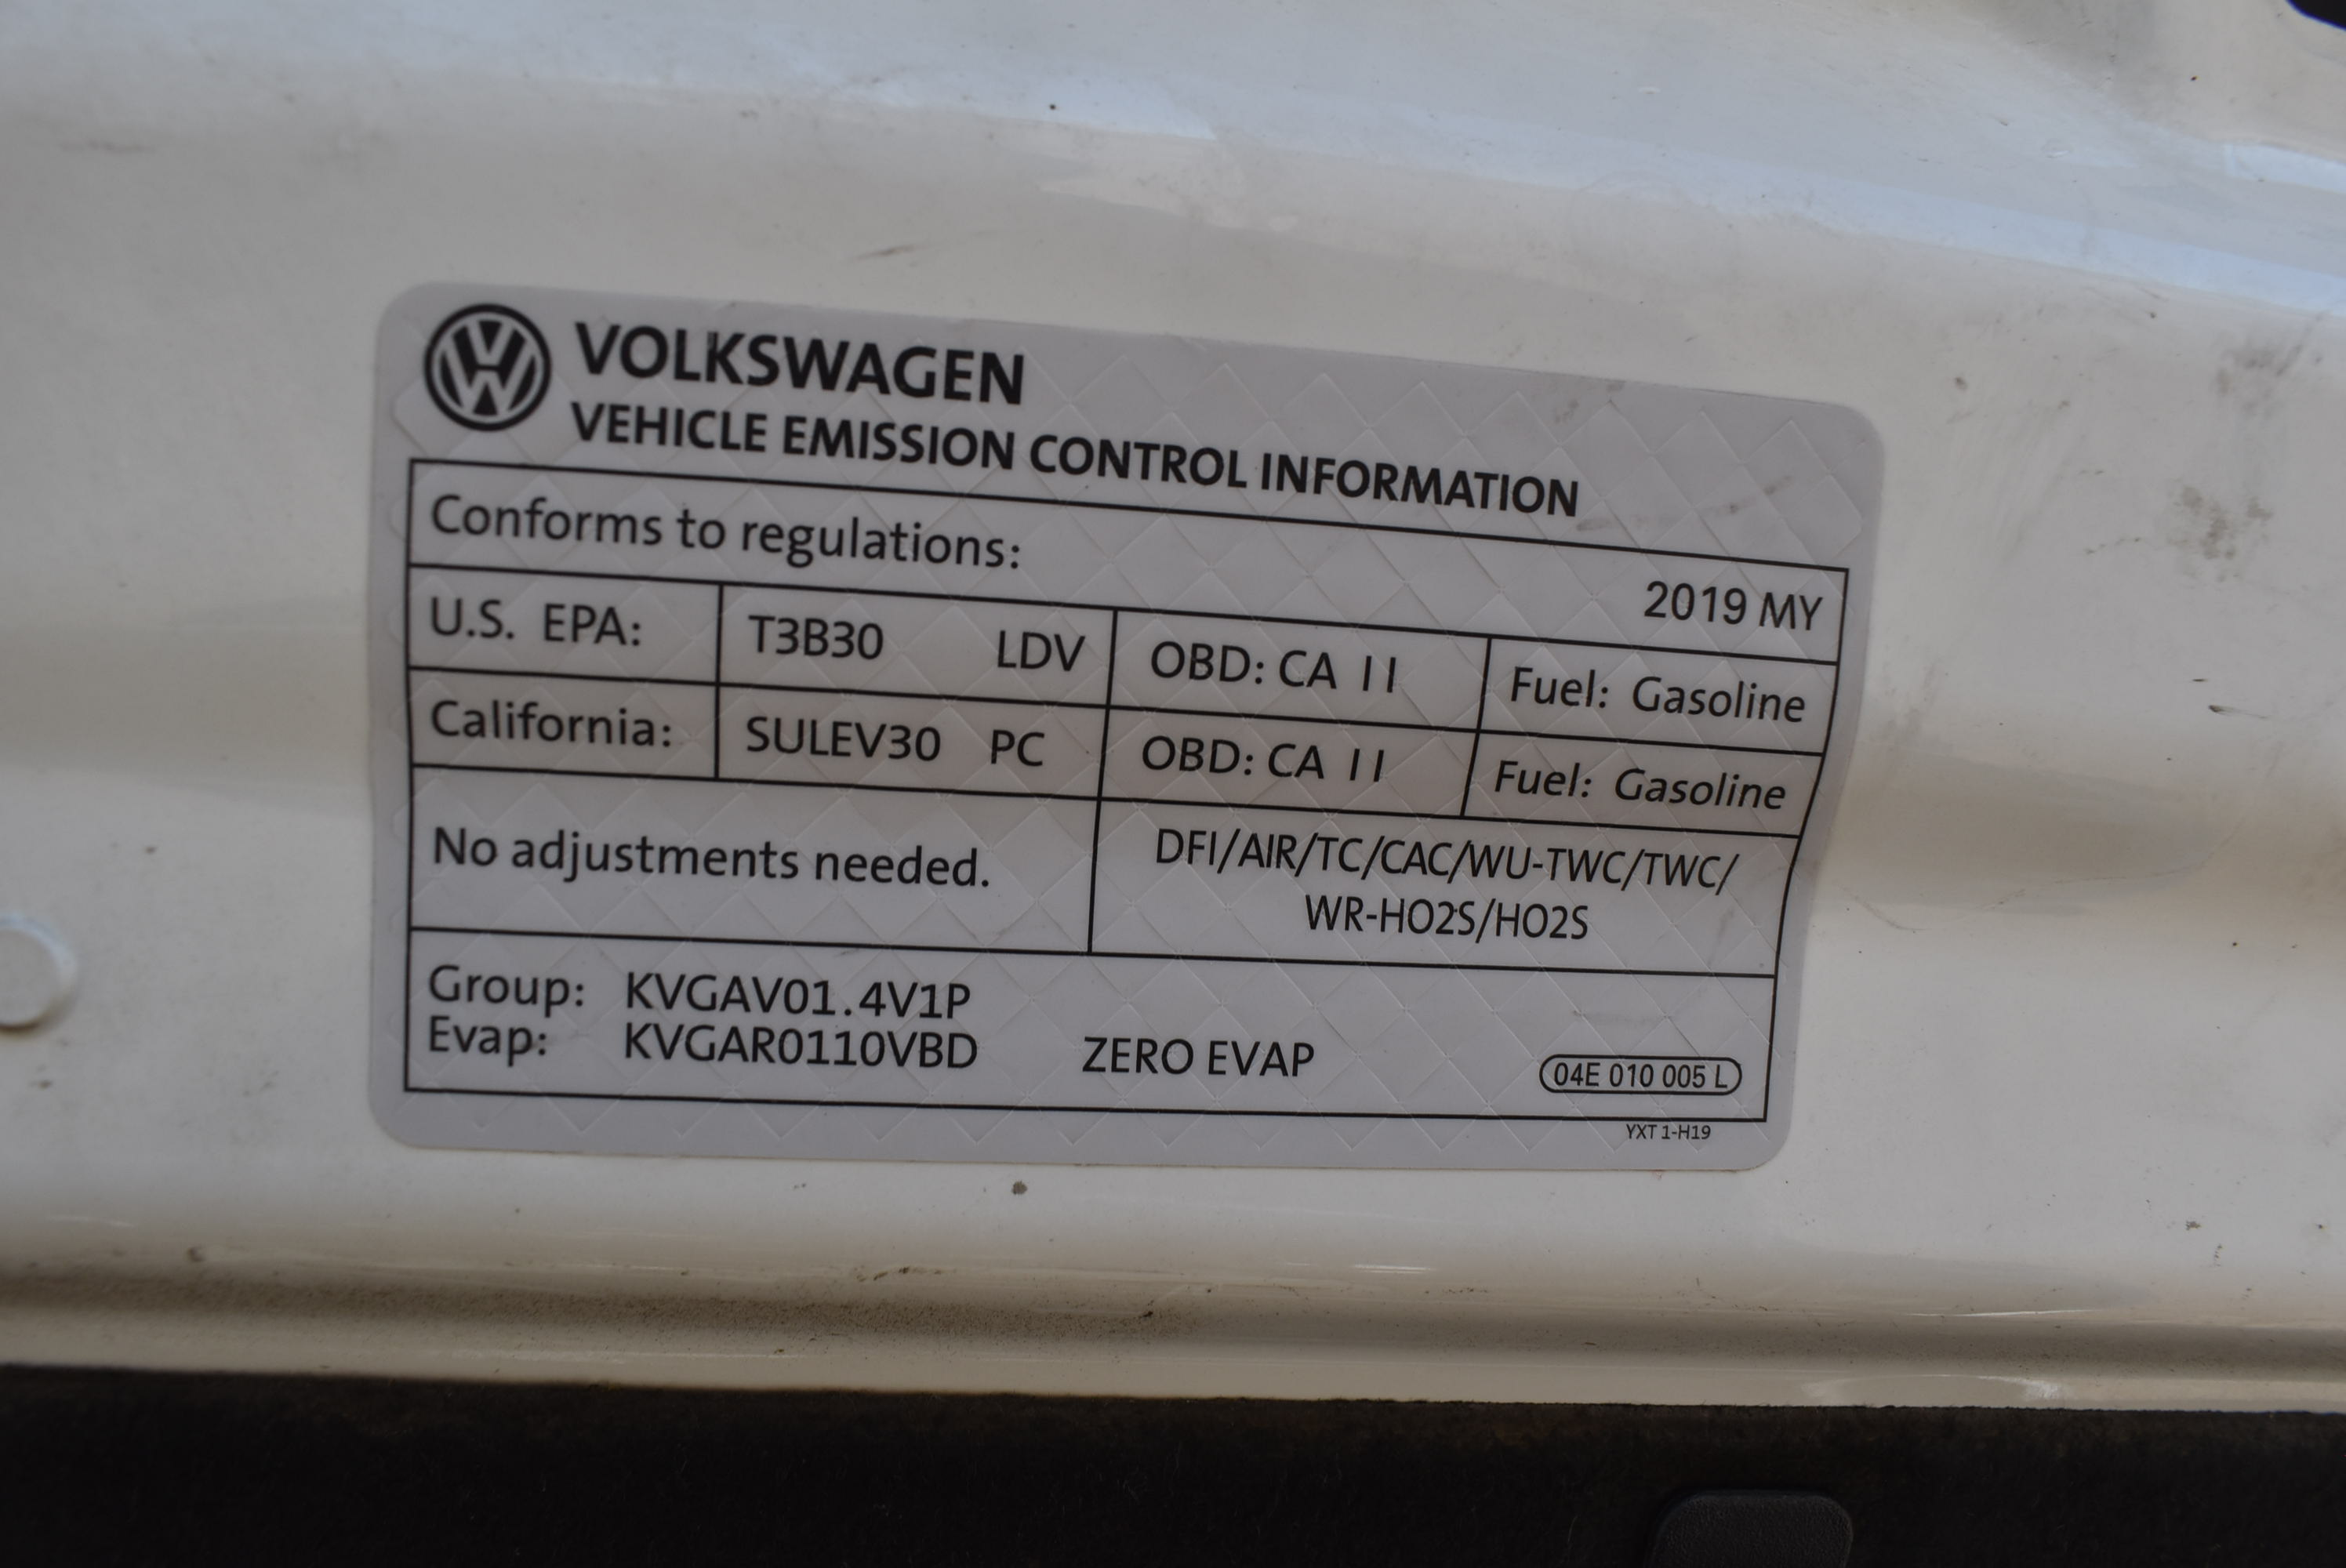 VOLKSWAGEN
VEHICLE EMISSION CONTROL INFORMATION
Conforms to regulations:
2019 MY
U.S. EPA: T3B30 LDV OBD: CA II Fuel: Gasoline
California: SULEV30 PC OBD: CA II Fuel: Gasoline
No adjustments needed.
DFI/AIR/TC/CAC/WU-TWC/TWC/
WR-HO2S/HO2S
Group: KVGAV01.4V1P
Evap: KVGAR0110VBD ZERO EVAP
04E 010 005 L
YXT 1-H19